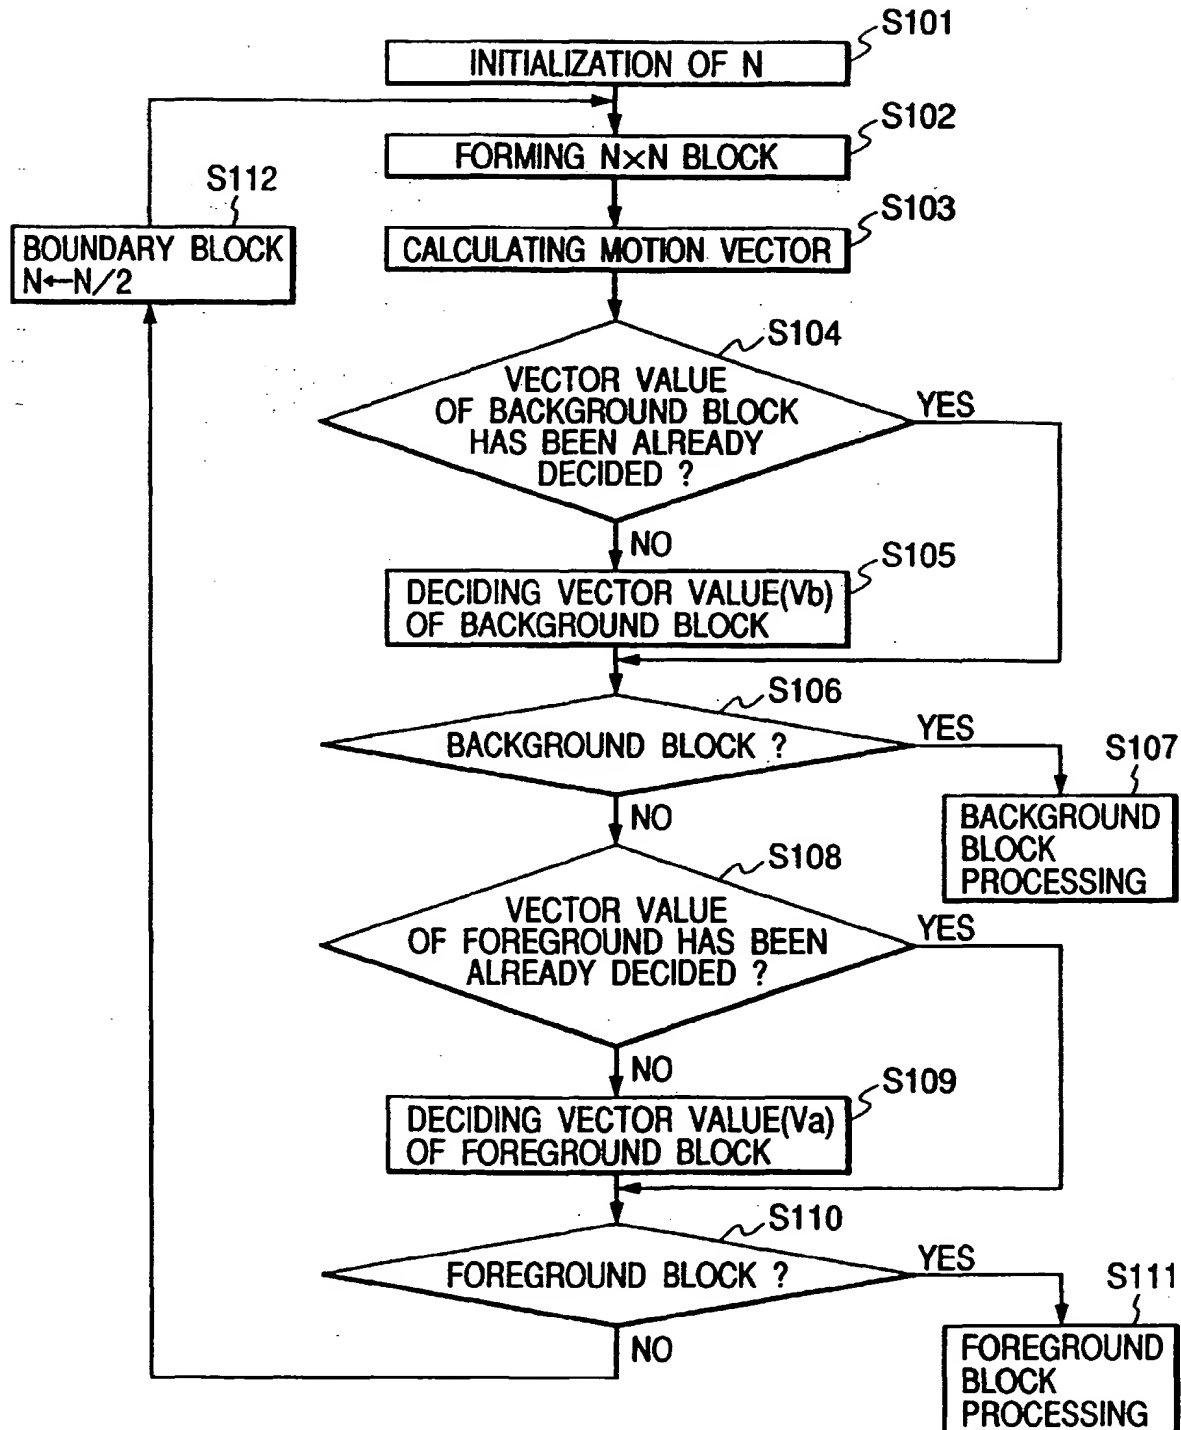 S101
INITIALIZATION OF N
S102
FORMING N×N BLOCK
S112
BOUNDARY BLOCK
N←N/2
S103
CALCULATING MOTION VECTOR
S104
VECTOR VALUE
OF BACKGROUND BLOCK
HAS BEEN ALREADY
DECIDED ?
YES
NO
S105
DECIDING VECTOR VALUE(Vb)
OF BACKGROUND BLOCK
S106
BACKGROUND BLOCK ?
YES
S107
BACKGROUND
BLOCK
PROCESSING
NO
S108
VECTOR VALUE
OF FOREGROUND HAS BEEN
ALREADY DECIDED ?
YES
NO
S109
DECIDING VECTOR VALUE(Va)
OF FOREGROUND BLOCK
S110
FOREGROUND BLOCK ?
YES
S111
FOREGROUND
BLOCK
PROCESSING
NO